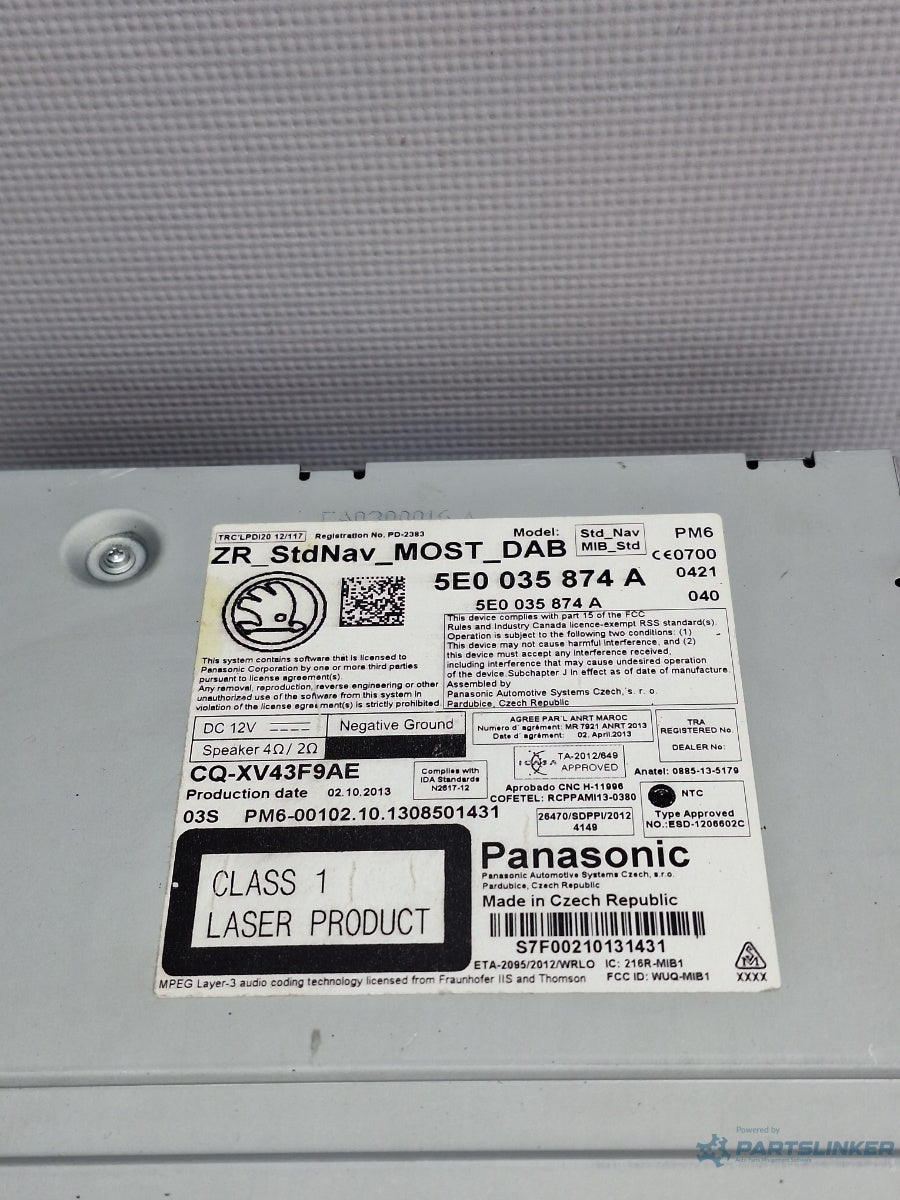 TRC'LPDI20 12/117 Registration No. PD-2383
Model: Std_Nav MIB_Std PM6
ZR_StdNav_MOST_DAB CE0700
5E0 035 874 A 0421
5E0 035 874 A 040
This device complies with part 15 of the FCC
Rules and Industry Canada licence-exempt RSS standard(s).
Operation is subject to the following two conditions: (1)
This device may not cause harmful interference, and (2)
this device must accept any interference received,
including interference that may cause undesired operation
of the device.Subchapter J in effect as of date of manufacture.
Assembled by
Panasonic Automotive Systems Czech, s. r. o.
Pardubice, Czech Republic
This system contains software that is licensed to
Panasonic Corporation by one or more third parties
pursuant to license agreement(s).
Any removal, reproduction, reverse engineering or other
unauthorized use of the software from this system in
violation of the license agreement(s) is strictly prohibited.
DC 12V Negative Ground
Speaker 4Ω / 2Ω
AGREE PAR L'ANRT MAROC
Numero d'agrément: MR 7921 ANRT 2013
Date d'agrément: 02. April.2013
TRA
REGISTERED No.
DEALER No:
TA-2012/649
APPROVED
CQ-XV43F9AE
Production date 02.10.2013
Complies with
IDA Standards
N2617-12
Anatel: 0885-13-5179
Aprobado CNC H-11996
COFETEL: RCPPAMI13-0380
NTC
Type Approved
NO.:ESD-1206602C
03S PM6-00102.10.1308501431
26470/SDPPI/2012
4149
CLASS 1
LASER PRODUCT
Panasonic
Panasonic Automotive Systems Czech, s.r.o.
Pardubice, Czech Republic
Made in Czech Republic
S7F00210131431
ETA-2095/2012/WRLO IC: 216R-MIB1
XXXX
MPEG Layer-3 audio coding technology licensed from Fraunhofer IIS and Thomson FCC ID: WUQ-MIB1
Powered by
PARTSLINKER
Auto Parts Management Software